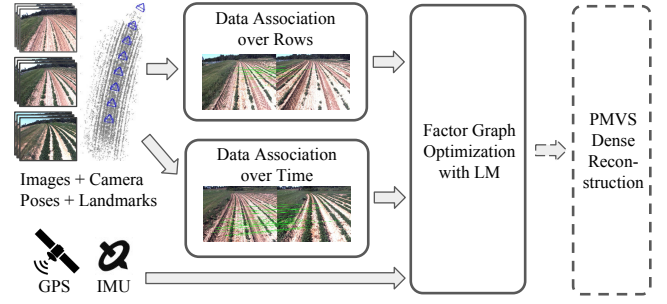 Data Association
over Rows
Images + Camera
Poses + Landmarks
Data Association
over Time
GPS
IMU
Factor Graph
Optimization
with LM
PMVS
Dense
Recon-
struction